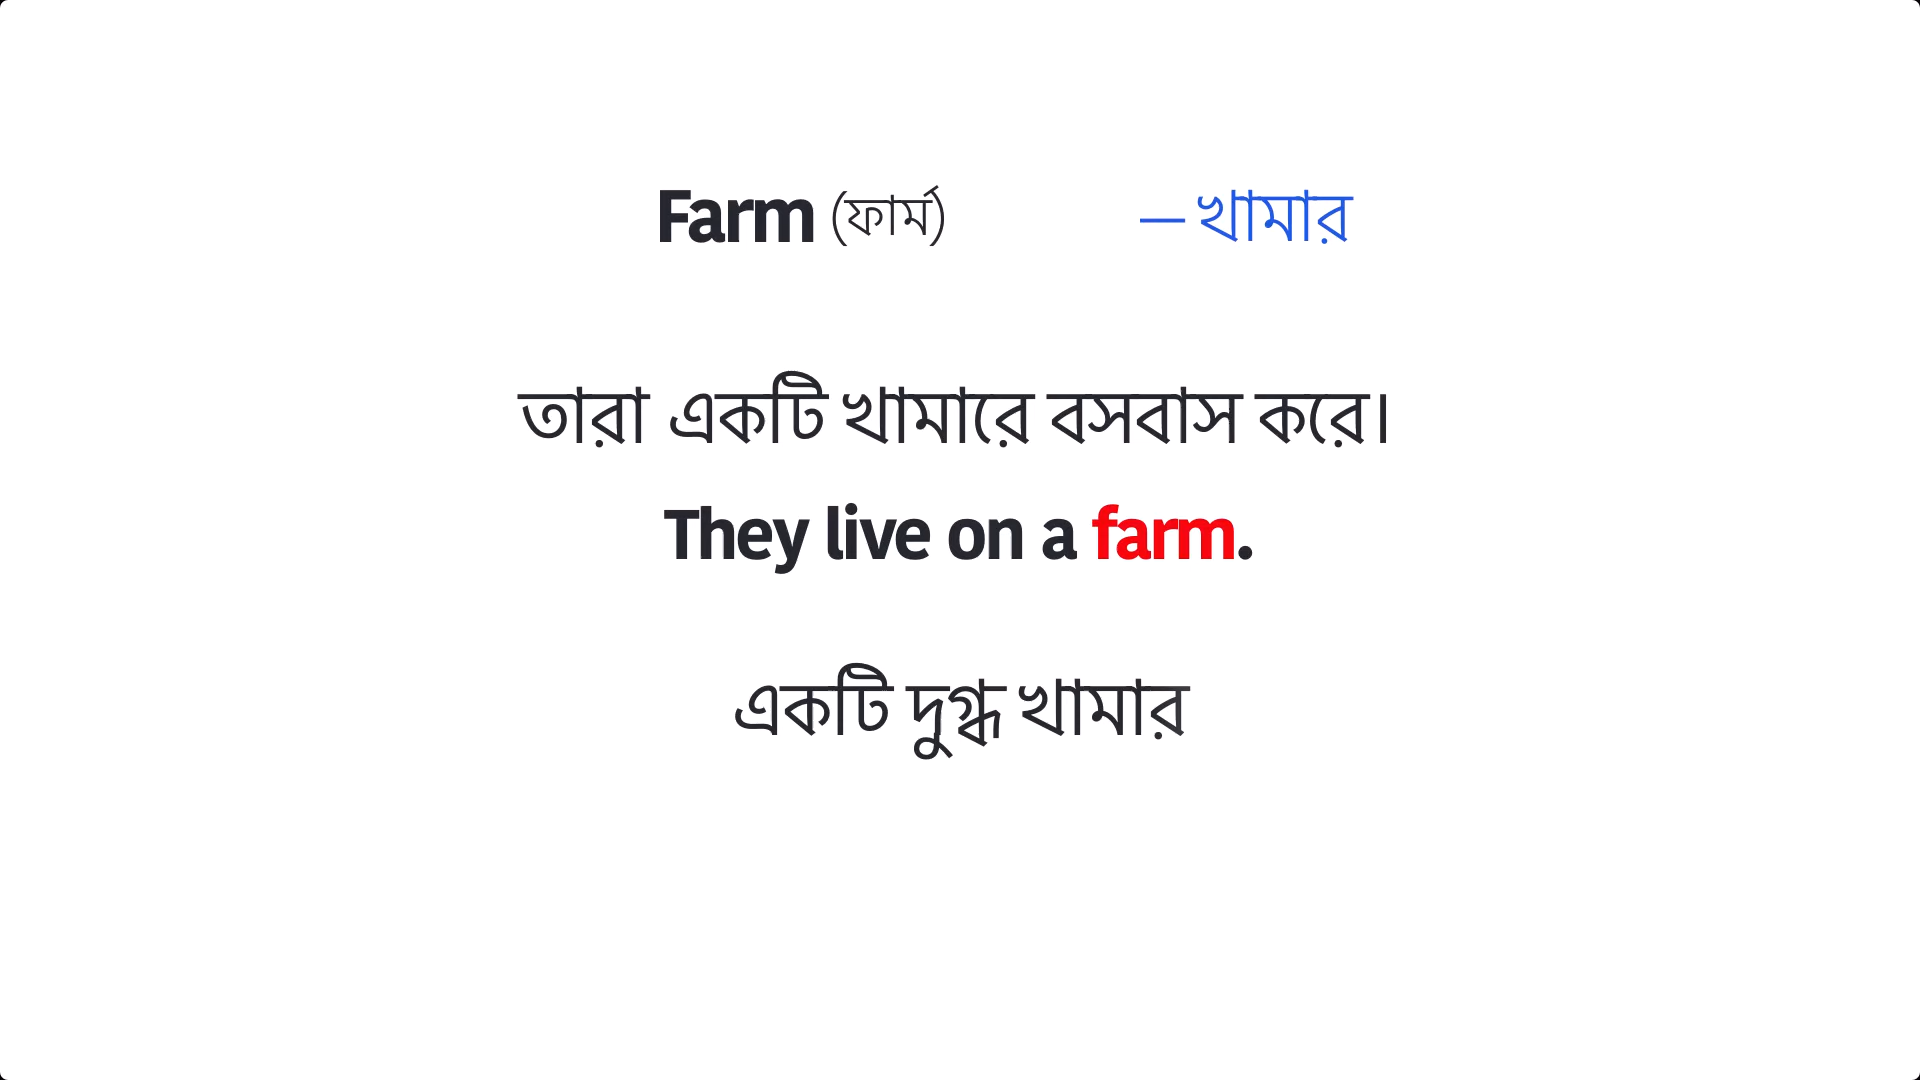 Farm (ফার্ম) — খামার
তারা একটি খামারে বসবাস করে।
They live on a farm.
একটি দুগ্ধ খামার